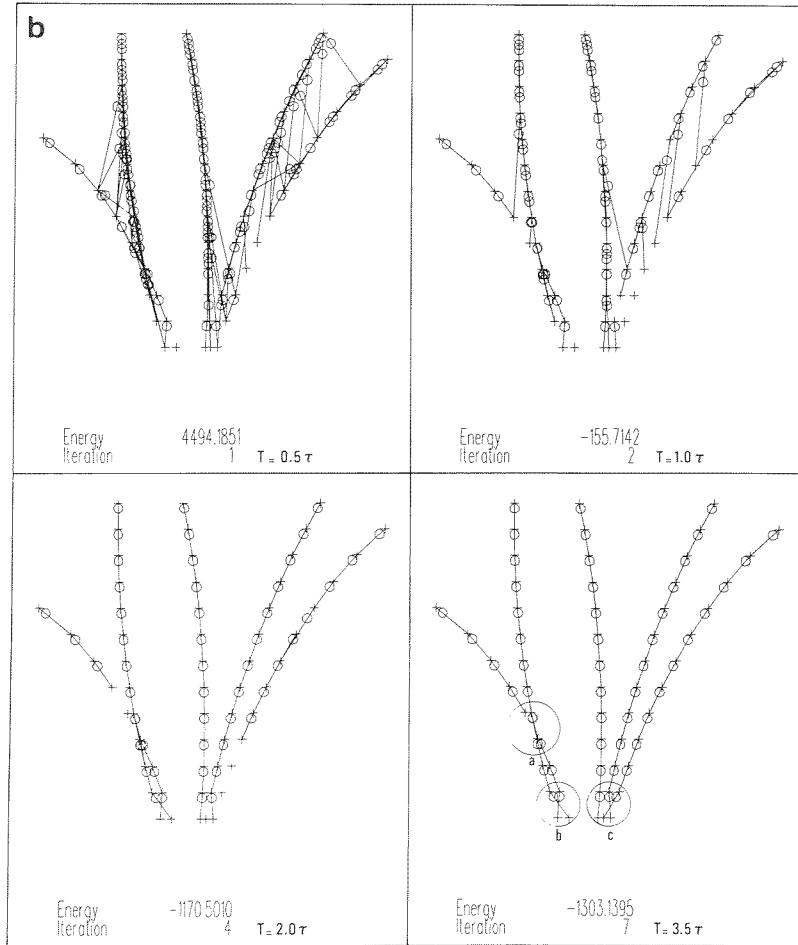 b
Energy 4494.1851
Iteration 1 T = 0.5 τ
Energy -155.7142
Iteration 2 T = 1.0 τ
a
b
c
Energy -1170.5010
Iteration 4 T = 2.0 τ
Energy -1303.1395
Iteration 7 T = 3.5 τ